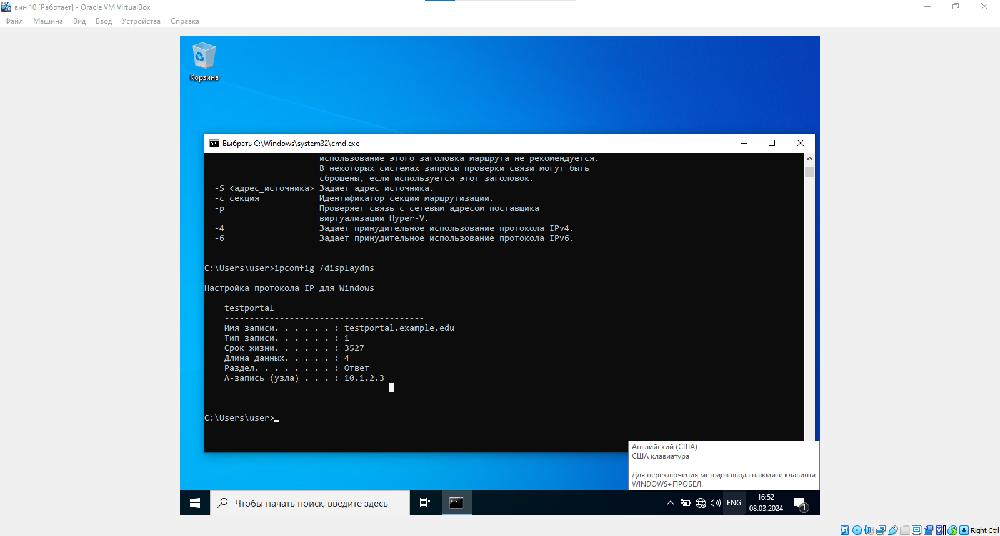 вин 10 [Работает] - Oracle VM VirtualBox
Файл Машина Вид Ввод Устройства Справка
Корзина
Выбрать C:\Windows\system32\cmd.exe
использование этого заголовка маршрута не рекомендуется.
В некоторых системах запросы проверки связи могут быть
сброшены, если используется этот заголовок.
-S <адрес_источника> Задает адрес источника.
-c секция Идентификатор секции маршрутизации.
-p Проверяет связь с сетевым адресом поставщика
виртуализации Hyper-V.
-4 Задает принудительное использование протокола IPv4.
-6 Задает принудительное использование протокола IPv6.
C:\Users\user>ipconfig /displaydns
Настройка протокола IP для Windows
testportal
----------------------------------------
Имя записи. . . . . . : testportal.example.edu
Тип записи. . . . . . : 1
Срок жизни. . . . . . : 3527
Длина данных. . . . . : 4
Раздел. . . . . . . . : Ответ
А-запись (узла) . . . : 10.1.2.3
C:\Users\user>
Английский (США)
США клавиатура
Для переключения методов ввода нажмите клавиши
WINDOWS+ПРОБЕЛ.
Чтобы начать поиск, введите здесь
ENG
16:52
08.03.2024
1
Right Ctrl